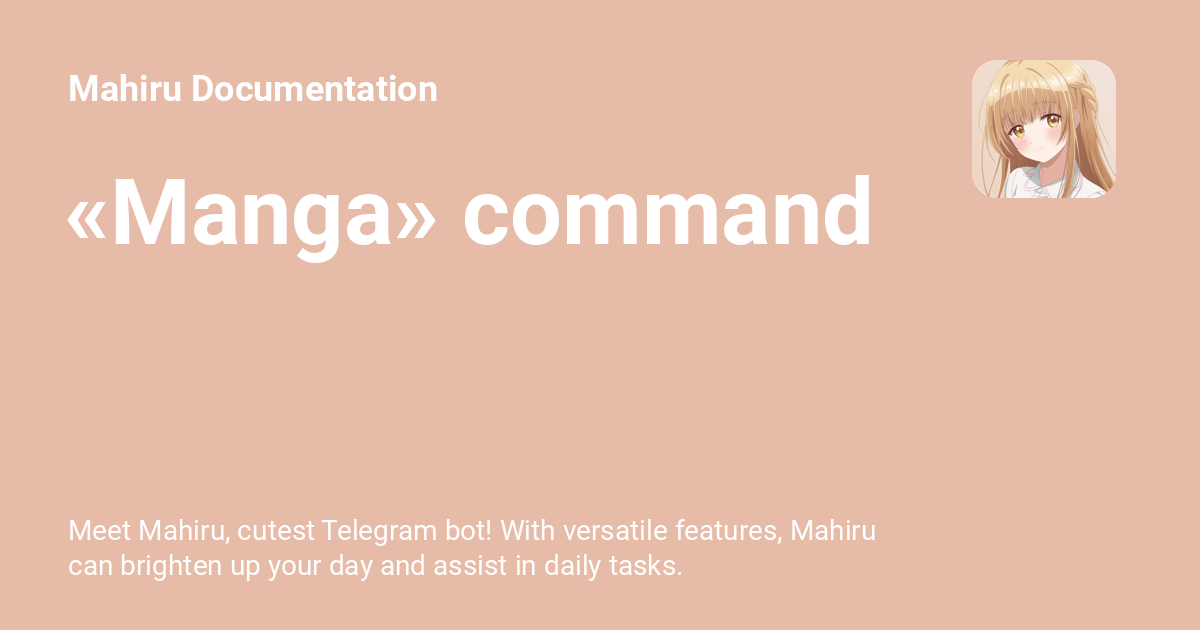 Mahiru Documentation
«Manga» command
Meet Mahiru, cutest Telegram bot! With versatile features, Mahiru
can brighten up your day and assist in daily tasks.